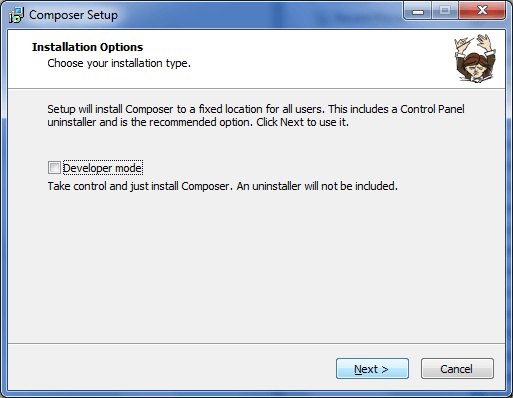 Composer Setup
Installation Options
Choose your installation type.
Setup will install Composer to a fixed location for all users. This includes a Control Panel
uninstaller and is the recommended option. Click Next to use it.
Developer mode
Take control and just install Composer. An uninstaller will not be included.
Next >
Cancel